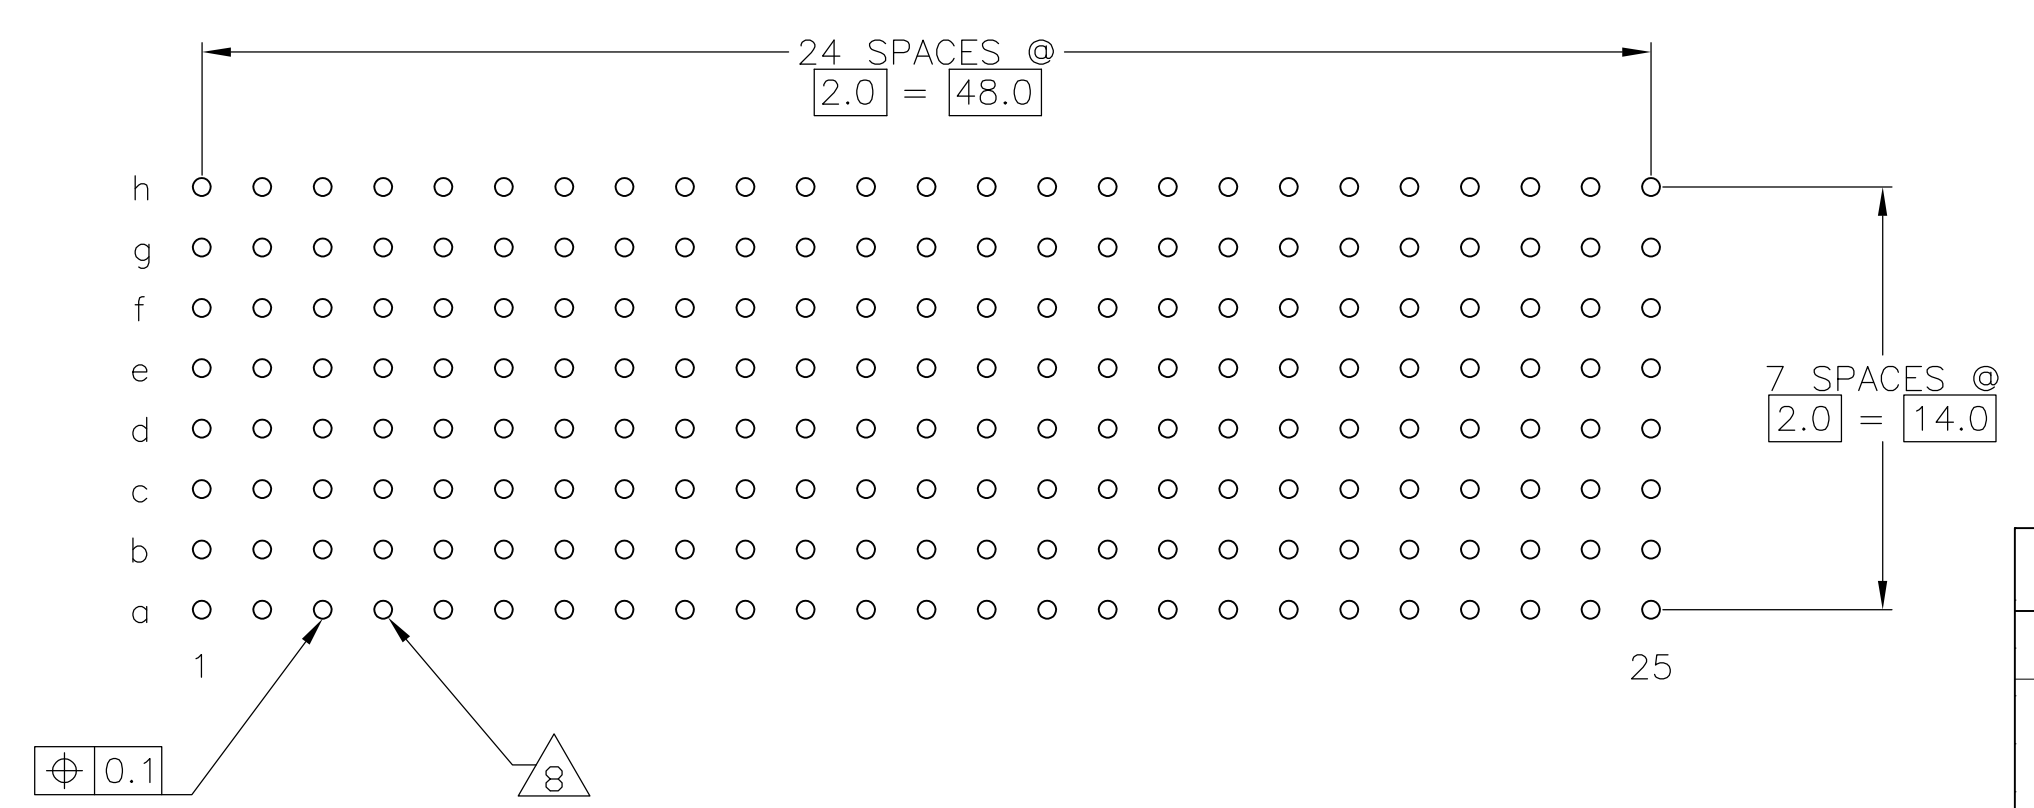 24 SPACES @
2.0 = 48.0
h
g
f
e
7 SPACES @
2.0 = 14.0
d
c
b
a
1
25
⌖ 0.1
8